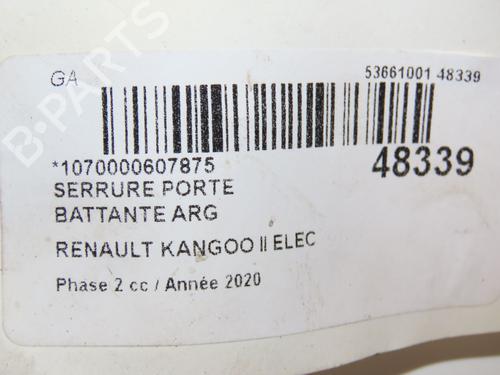 GA
53661001 48339
*1070000607875
48339
SERRURE PORTE
BATTANTE ARG
RENAULT KANGOO II ELEC
Phase 2 cc / Année 2020
B-PARTS